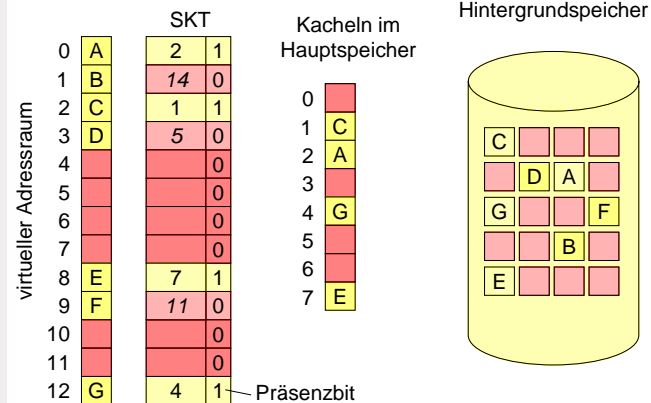 SKT
Kacheln im
Hauptspeicher
Hintergrundspeicher
virtueller Adressraum
0 A 2 1
1 B 14 0
2 C 1 1
3 D 5 0
4 0
5 0
6 0
7 0
8 E 7 1
9 F 11 0
10 0
11 0
12 G 4 1
Präsenzbit
0
1 C
2 A
3
4 G
5
6
7 E
C
D A
G F
B
E